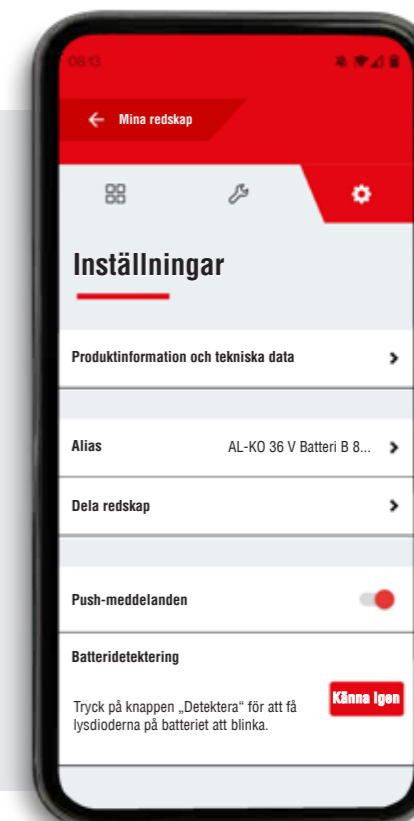 08:13
Mina redskap
Inställningar
Produktinformation och tekniska data
Alias AL-KO 36 V Batteri B 8...
Dela redskap
Push-meddelanden
Batteridetektering
Tryck på knappen „Detektera“ för att få
lysdioderna på batteriet att blinka.
Känna igen